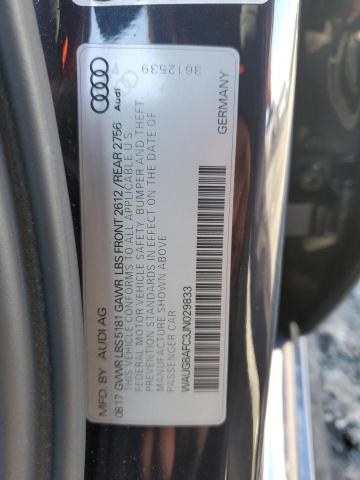 MFD. BY AUDI AG
08.17 GVWR LBS 5181 GAWR LBS FRONT 2612/REAR 2756
THIS VEHICLE CONFORMS TO ALL APPLICABLE U.S.
FEDERAL MOTOR VEHICLE SAFETY, BUMPER AND THEFT
PREVENTION STANDARDS IN EFFECT ON THE DATE OF
MANUFACTURE SHOWN ABOVE
PASSENGER CAR
WAUG8AFC3JN029833
Audi
3612539
GERMANY